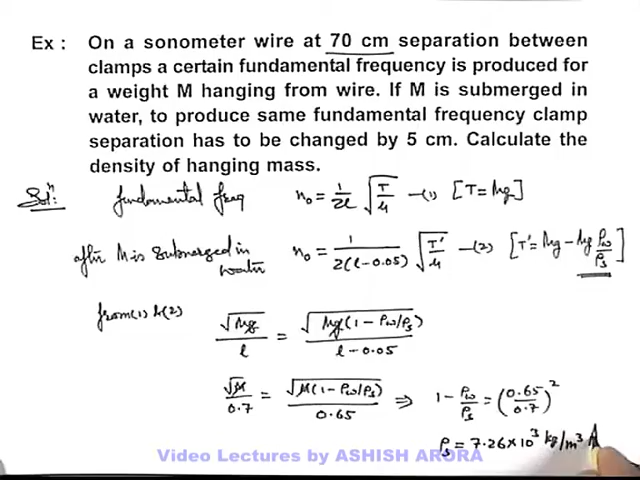 Ex : On a sonometer wire at 70 cm separation between
clamps a certain fundamental frequency is produced for
a weight M hanging from wire. If M is submerged in
water, to produce same fundamental frequency clamp
separation has to be changed by 5 cm. Calculate the
density of hanging mass.
Solⁿ: fundamental freq n₀ = 1/2l √(T/μ) —(1) [T = Mg]
after M is submerged in water n₀ = 1/2(l-0.05) √(T'/μ) —(2) [T' = Mg - Mg ρw/ρs]
from (1) & (2) √Mg / l = √Mg(1 - ρw/ρs) / l - 0.05
√M / 0.7 = √M(1 - ρw/ρs) / 0.65 ⇒ 1 - ρw/ρs = (0.65/0.7)²
ρs = 7.26 × 10³ kg/m³ A
Video Lectures by ASHISH ARORA